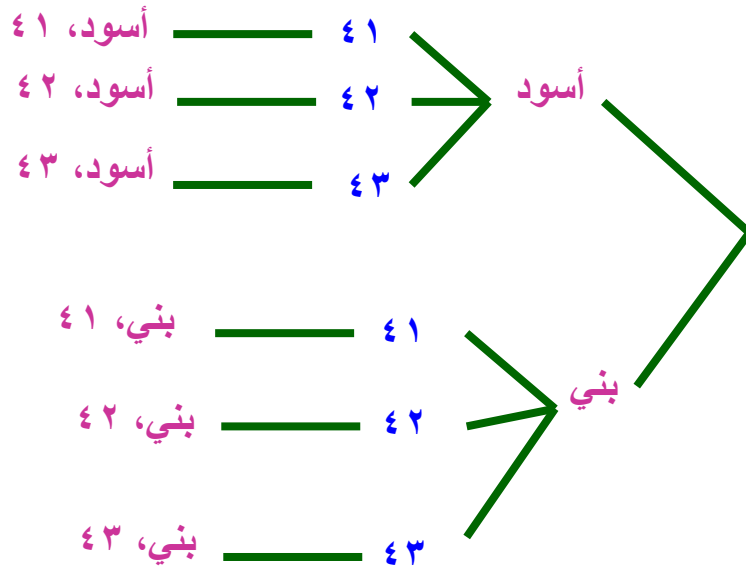 أسود
٤١
أسود، ٤١
٤٢
أسود، ٤٢
٤٣
أسود، ٤٣
بني
٤١
بني، ٤١
٤٢
بني، ٤٢
٤٣
بني، ٤٣